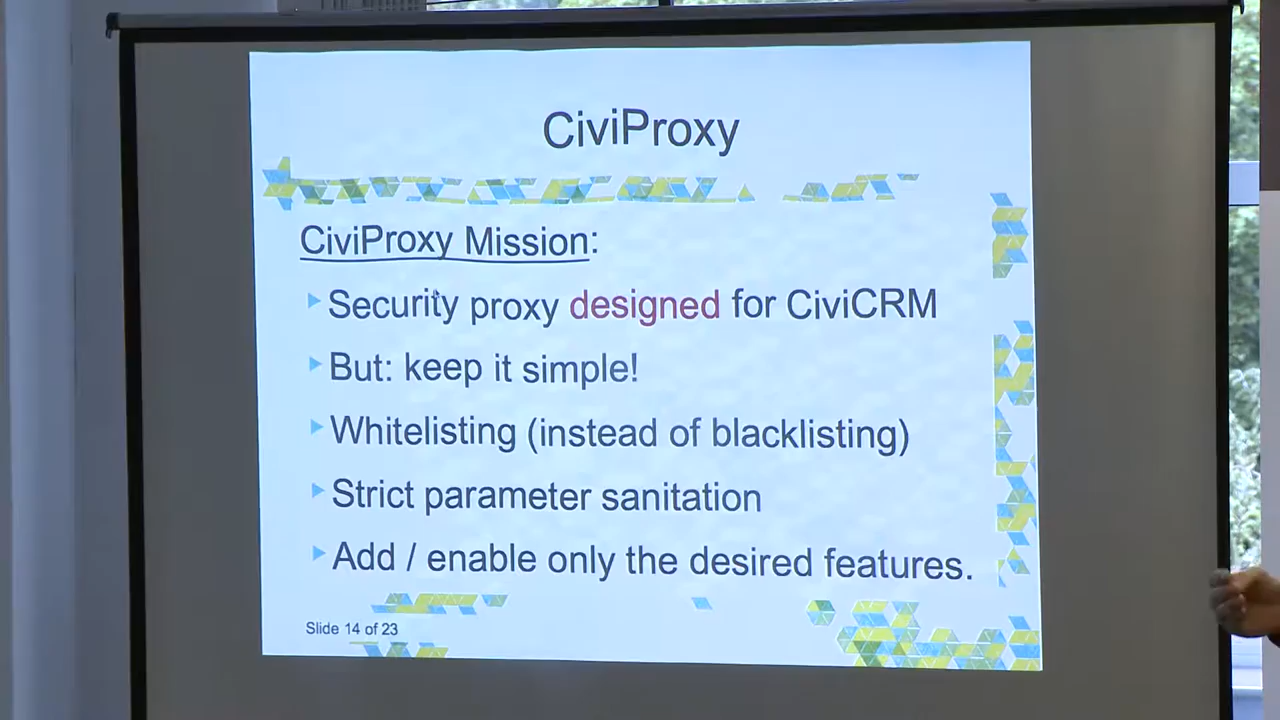 CiviProxy
CiviProxy Mission:
Security proxy designed for CiviCRM
But: keep it simple!
Whitelisting (instead of blacklisting)
Strict parameter sanitation
Add / enable only the desired features.
Slide 14 of 23